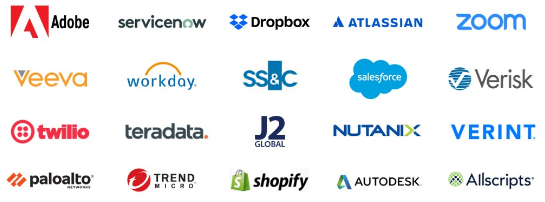 Adobe servicenow Dropbox ATLASSIAN zoom
Veeva workday. SS&C salesforce Verisk
twilio teradata. J2 GLOBAL NUTANIX VERINT.
paloalto NETWORKS TREND MICRO shopify AUTODESK Allscripts